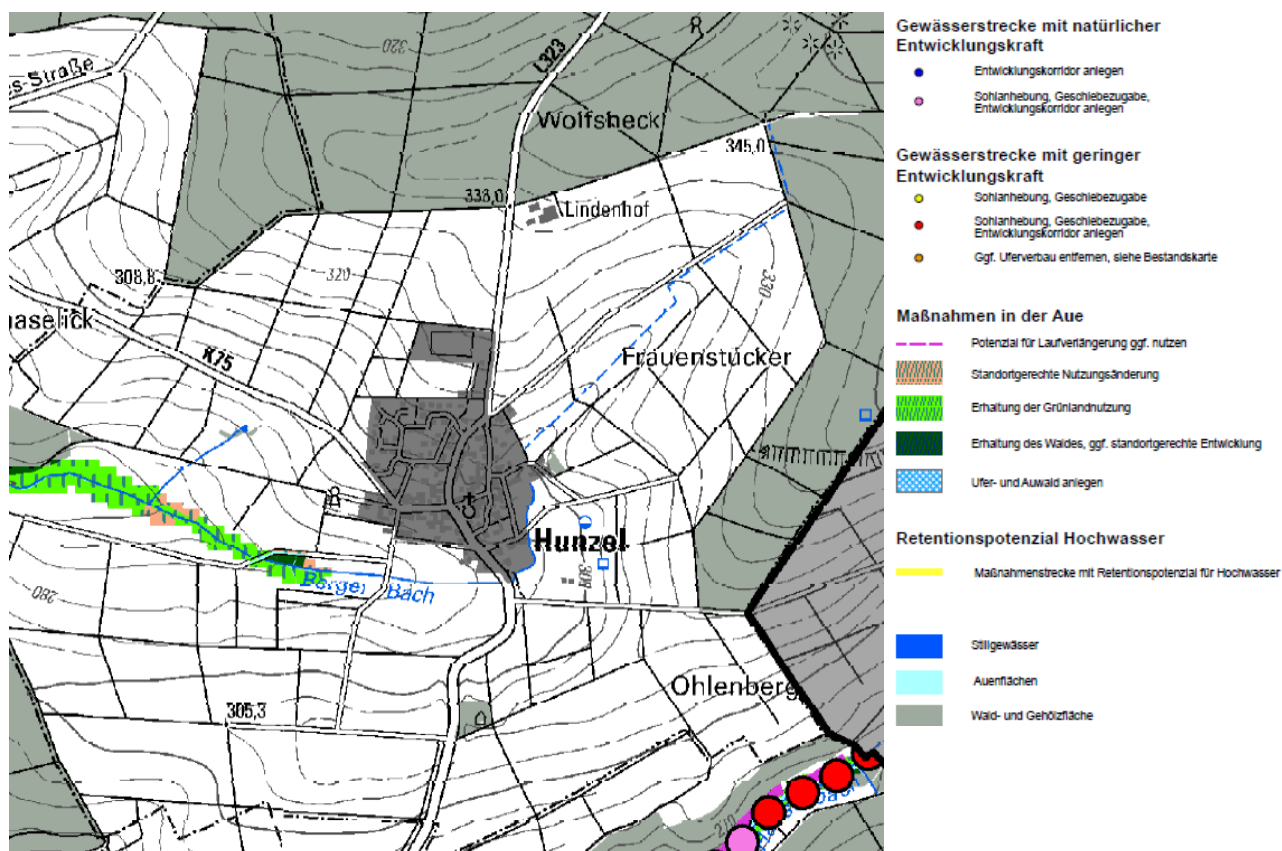 320
L323
s-Straße
Wolfsheck
345,0
338,0
Lindenhof
308,8
320
330
haselick
K75
Frauenstücker
Hunzel
300
Berger Bach
280
Ohlenberg
305,3
270
Gewässerstrecke mit natürlicher
Entwicklungskraft
Entwicklungskorridor anlegen
Sohlanhebung, Geschiebezugabe,
Entwicklungskorridor anlegen
Gewässerstrecke mit geringer
Entwicklungskraft
Sohlanhebung, Geschiebezugabe
Sohlanhebung, Geschiebezugabe,
Entwicklungskorridor anlegen
Ggf. Uferverbau entfernen, siehe Bestandskarte
Maßnahmen in der Aue
Potenzial für Laufverlängerung ggf. nutzen
Standortgerechte Nutzungsänderung
Erhaltung der Grünlandnutzung
Erhaltung des Waldes, ggf. standortgerechte Entwicklung
Ufer- und Auwald anlegen
Retentionspotenzial Hochwasser
Maßnahmenstrecke mit Retentionspotenzial für Hochwasser
Stillgewässer
Auenflächen
Wald- und Gehölzfläche